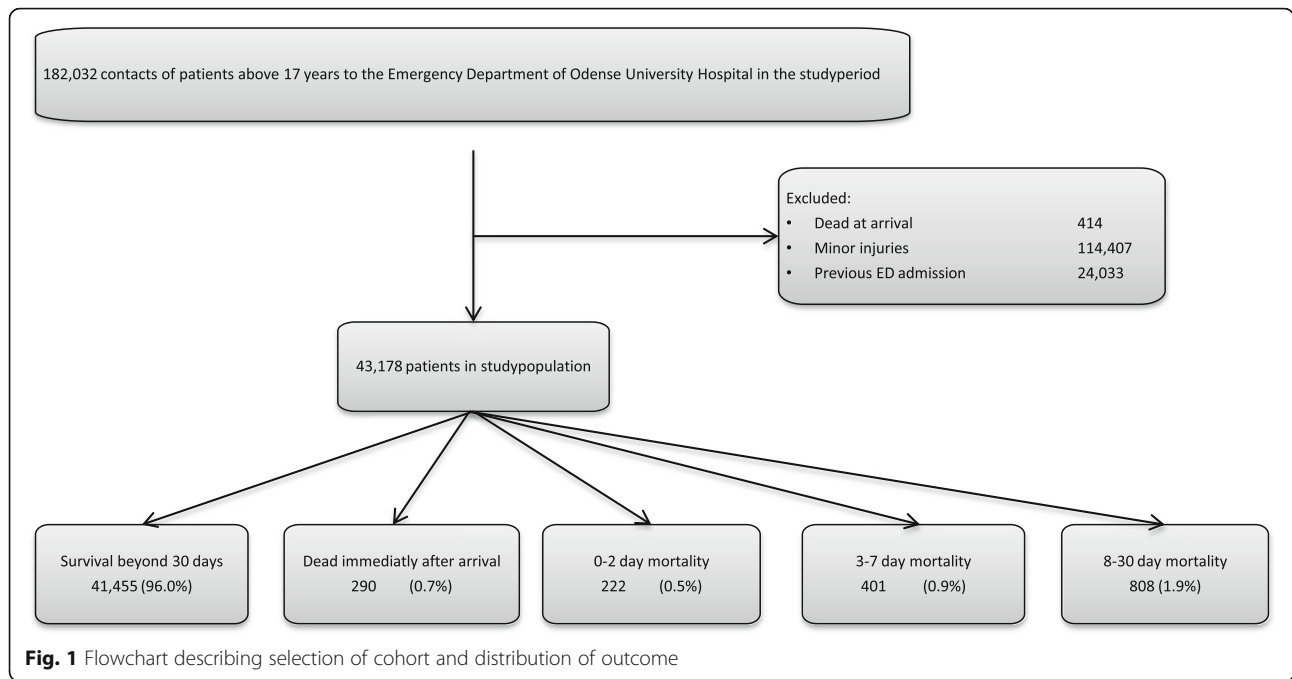 182,032 contacts of patients above 17 years to the Emergency Department of Odense University Hospital in the studyperiod
Excluded:
• Dead at arrival 414
• Minor injuries 114,407
• Previous ED admission 24,033
43,178 patients in studypopulation
Survival beyond 30 days
41,455 (96.0%)
Dead immediatly after arrival
290 (0.7%)
0-2 day mortality
222 (0.5%)
3-7 day mortality
401 (0.9%)
8-30 day mortality
808 (1.9%)
Fig. 1 Flowchart describing selection of cohort and distribution of outcome